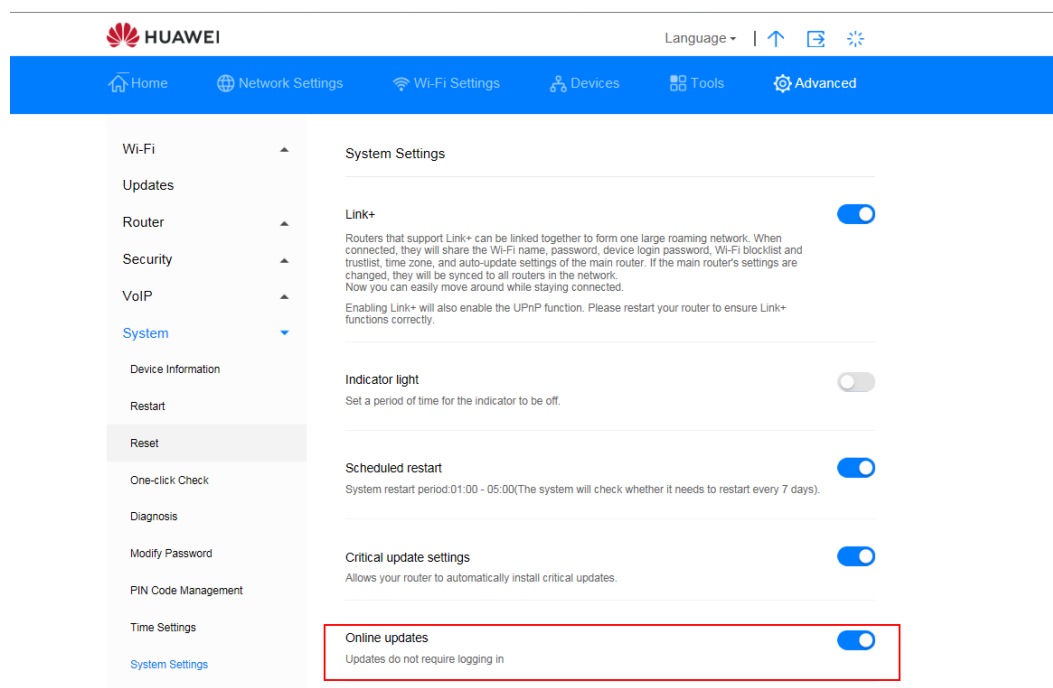 HUAWEI
Language
Home
Network Settings
Wi-Fi Settings
Devices
Tools
Advanced
Wi-Fi
Updates
Router
Security
VoIP
System
Device Information
Restart
Reset
One-click Check
Diagnosis
Modify Password
PIN Code Management
Time Settings
System Settings
System Settings
Link+
Routers that support Link+ can be linked together to form one large roaming network. When
connected, they will share the Wi-Fi name, password, device login password, Wi-Fi blocklist and
trustlist, time zone, and auto-update settings of the main router. If the main router's settings are
changed, they will be synced to all routers in the network.
Now you can easily move around while staying connected.
Enabling Link+ will also enable the UPnP function. Please restart your router to ensure Link+
functions correctly.
Indicator light
Set a period of time for the indicator to be off.
Scheduled restart
System restart period:01:00 - 05:00(The system will check whether it needs to restart every 7 days).
Critical update settings
Allows your router to automatically install critical updates.
Online updates
Updates do not require logging in